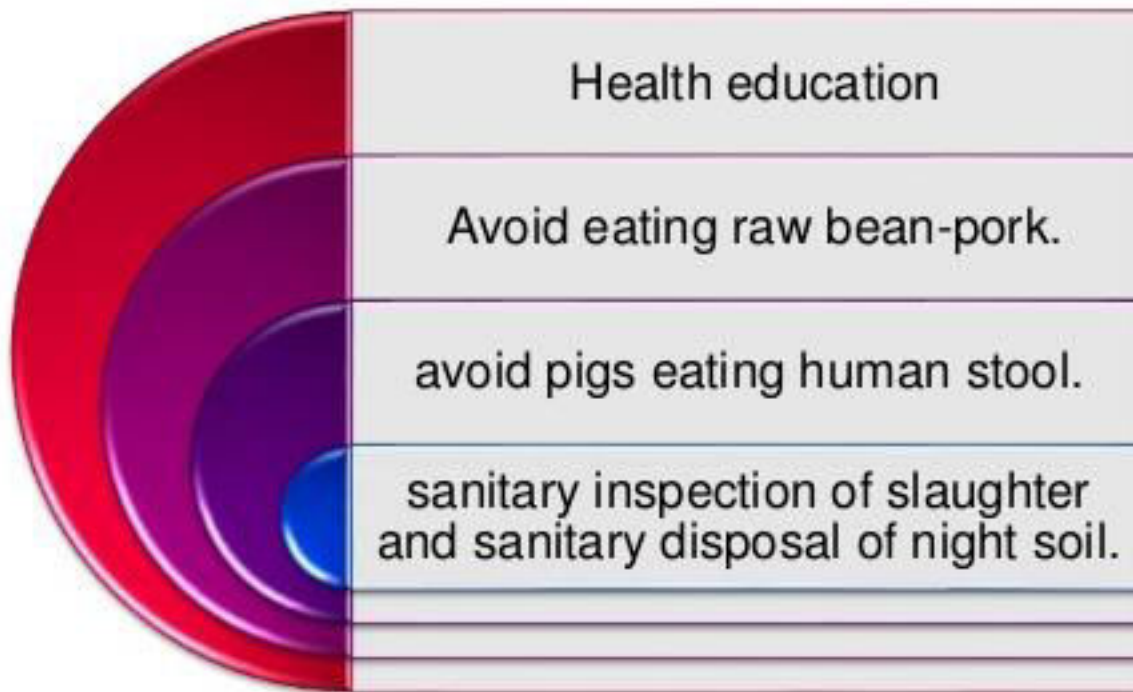 Health education
Avoid eating raw bean-pork.
avoid pigs eating human stool.
sanitary inspection of slaughter
and sanitary disposal of night soil.